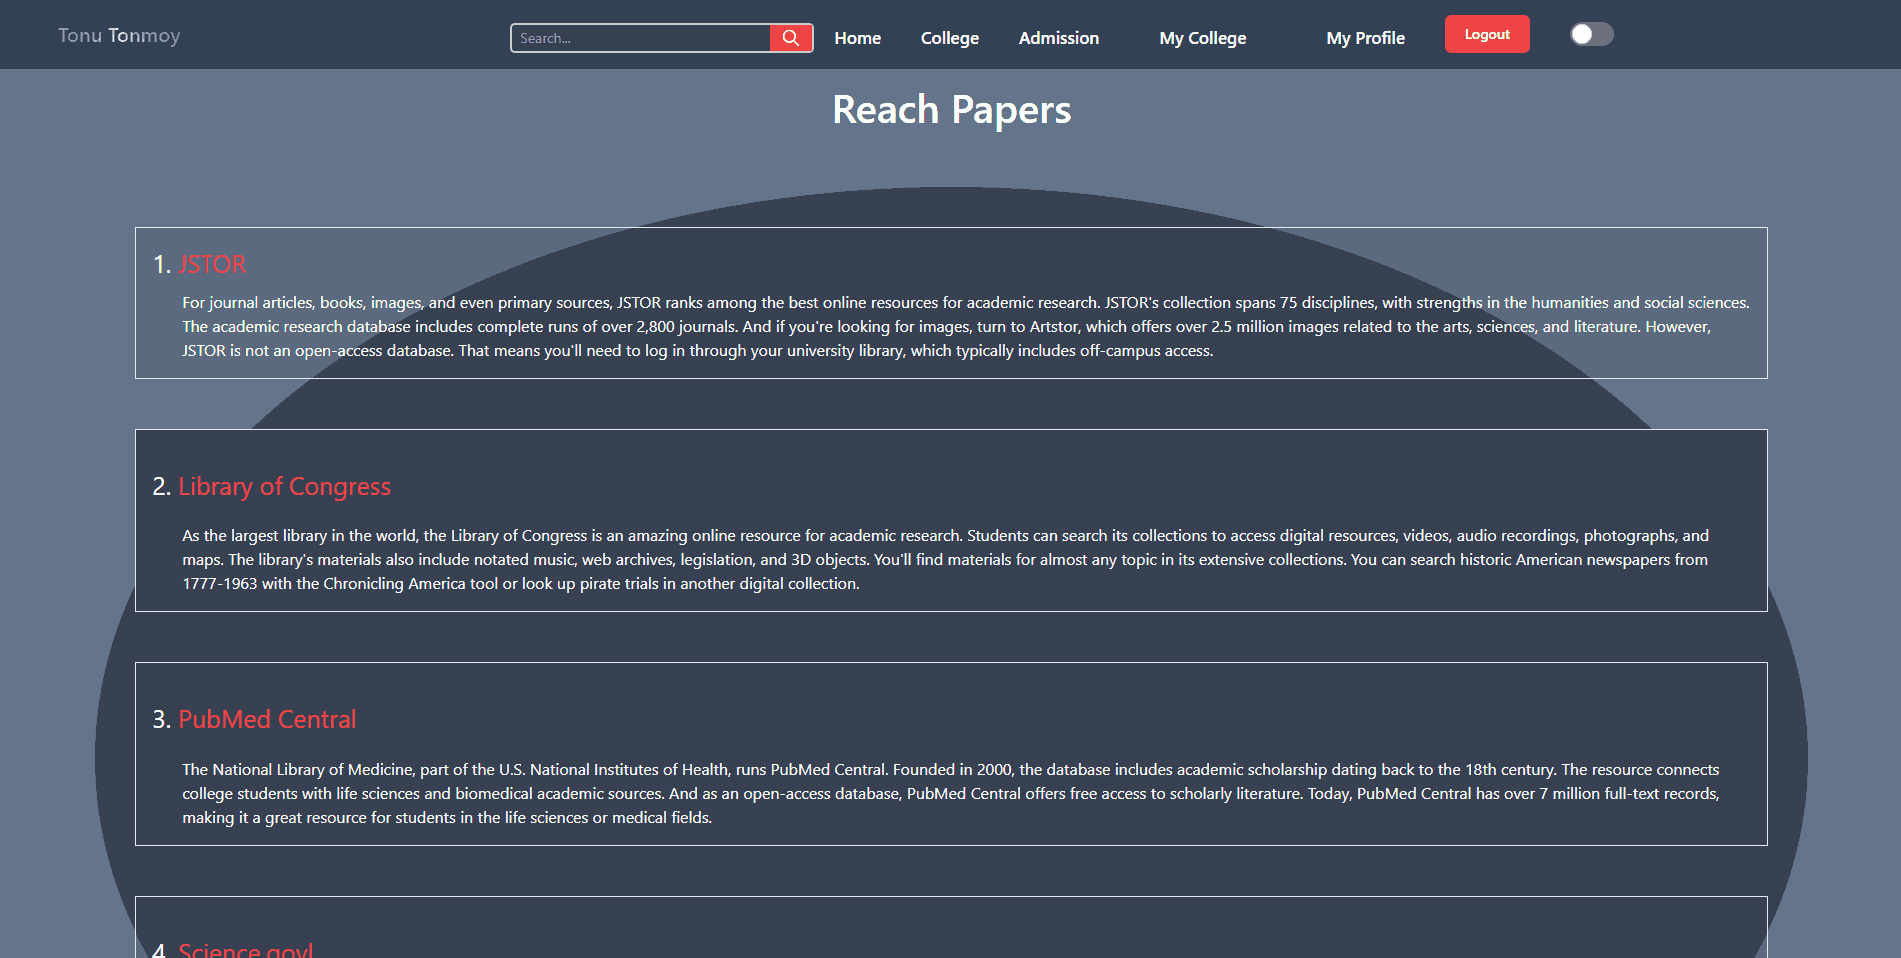 Tonu Tonmoy
Search...
Home
College
Admission
My College
My Profile
Logout
Reach Papers
1. JSTOR
For journal articles, books, images, and even primary sources, JSTOR ranks among the best online resources for academic research. JSTOR's collection spans 75 disciplines, with strengths in the humanities and social sciences.
The academic research database includes complete runs of over 2,800 journals. And if you're looking for images, turn to Artstor, which offers over 2.5 million images related to the arts, sciences, and literature. However,
JSTOR is not an open-access database. That means you'll need to log in through your university library, which typically includes off-campus access.
2. Library of Congress
As the largest library in the world, the Library of Congress is an amazing online resource for academic research. Students can search its collections to access digital resources, videos, audio recordings, photographs, and
maps. The library's materials also include notated music, web archives, legislation, and 3D objects. You'll find materials for almost any topic in its extensive collections. You can search historic American newspapers from
1777-1963 with the Chronicling America tool or look up pirate trials in another digital collection.
3. PubMed Central
The National Library of Medicine, part of the U.S. National Institutes of Health, runs PubMed Central. Founded in 2000, the database includes academic scholarship dating back to the 18th century. The resource connects
college students with life sciences and biomedical academic sources. And as an open-access database, PubMed Central offers free access to scholarly literature. Today, PubMed Central has over 7 million full-text records,
making it a great resource for students in the life sciences or medical fields.
4. Science.govl